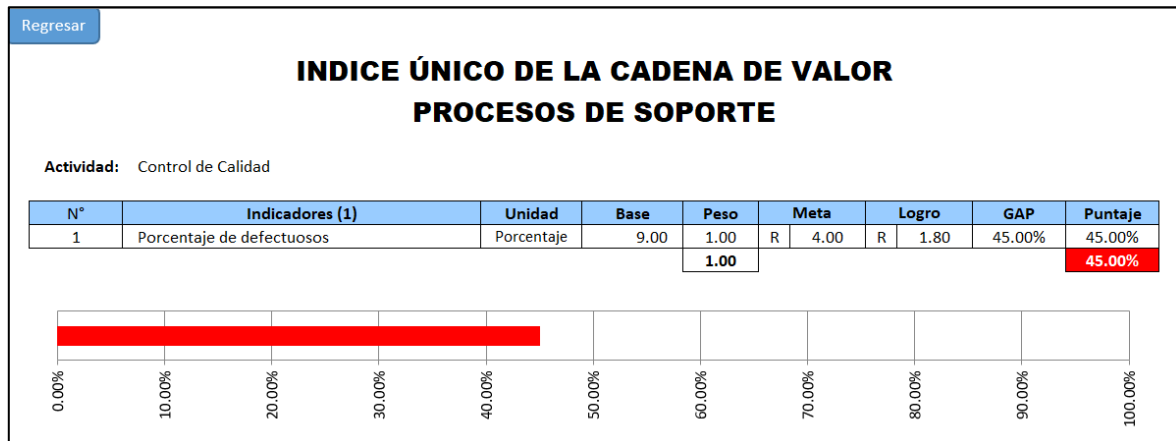 Regresar
INDICE ÚNICO DE LA CADENA DE VALOR
PROCESOS DE SOPORTE
Actividad: Control de Calidad
N° Indicadores (1) Unidad Base Peso Meta Logro GAP Puntaje
1 Porcentaje de defectuosos Porcentaje 9.00 1.00 R 4.00 R 1.80 45.00% 45.00%
1.00 45.00%
0.00% 10.00% 20.00% 30.00% 40.00% 50.00% 60.00% 70.00% 80.00% 90.00% 100.00%